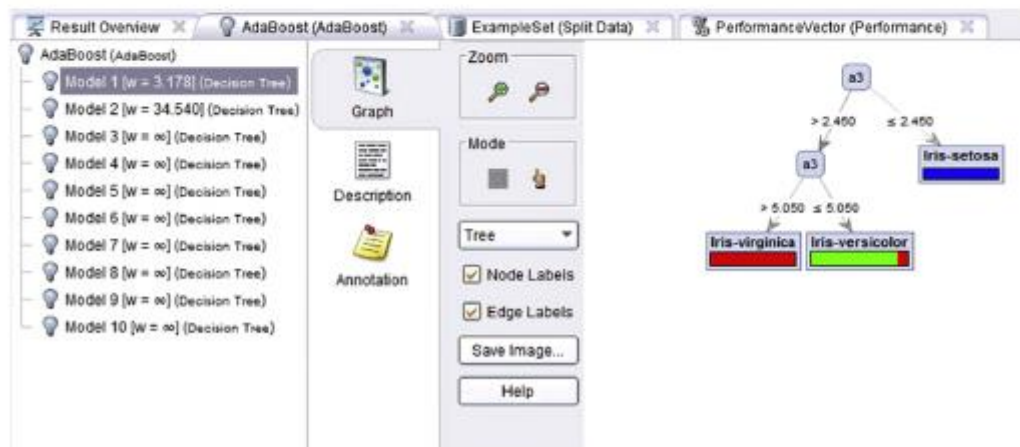 Result Overview
AdaBoost (AdaBoost)
ExampleSet (Split Data)
PerformanceVector (Performance)
AdaBoost (AdaBoost)
Model 1 [w = 3.178] (Decision Tree)
Model 2 [w = 34.540] (Decision Tree)
Model 3 [w = ∞] (Decision Tree)
Model 4 [w = ∞] (Decision Tree)
Model 5 [w = ∞] (Decision Tree)
Model 6 [w = ∞] (Decision Tree)
Model 7 [w = ∞] (Decision Tree)
Model 8 [w = ∞] (Decision Tree)
Model 9 [w = ∞] (Decision Tree)
Model 10 [w = ∞] (Decision Tree)
Graph
Description
Annotation
Zoom
Mode
Tree
Node Labels
Edge Labels
Save Image...
Help
a3
> 2.450 ≤ 2.450
a3
Iris-setosa
> 5.050 ≤ 5.050
Iris-virginica
Iris-versicolor